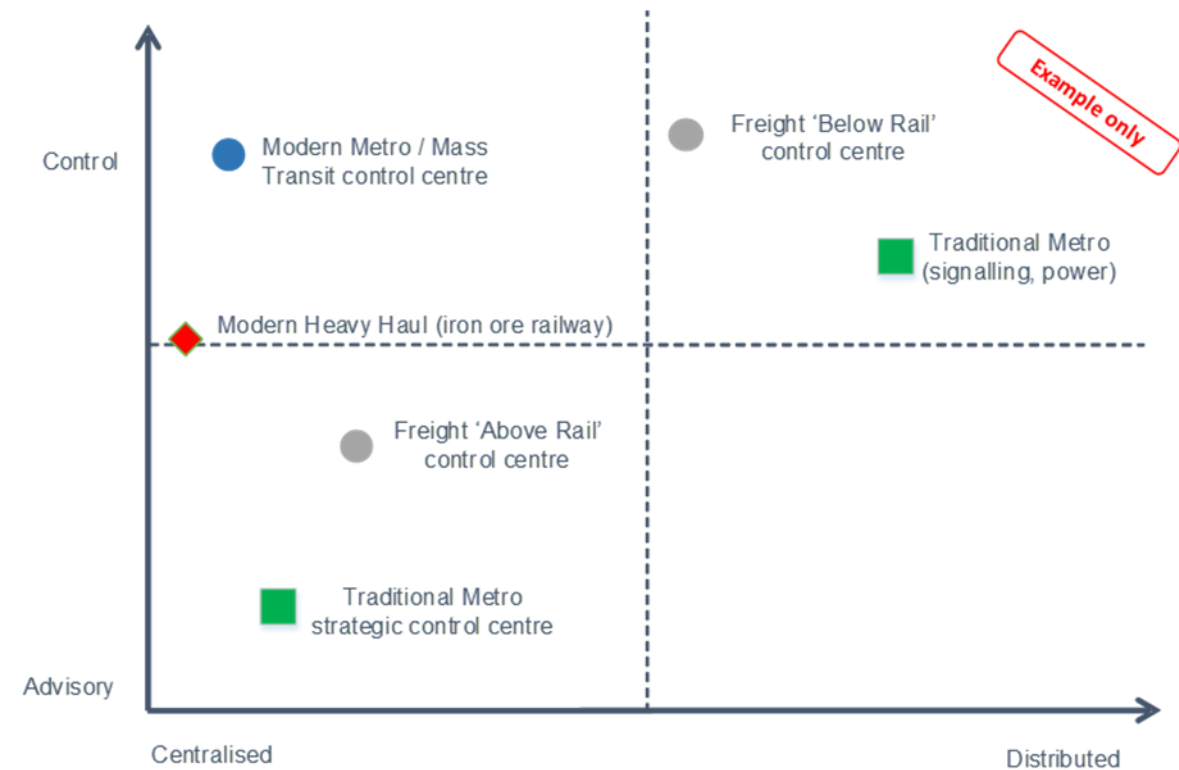 Example only
Freight ‘Below Rail’
control centre
Control
Modern Metro / Mass
Transit control centre
Traditional Metro
(signalling, power)
Modern Heavy Haul (iron ore railway)
Freight ‘Above Rail’
control centre
Traditional Metro
strategic control centre
Advisory
Centralised
Distributed